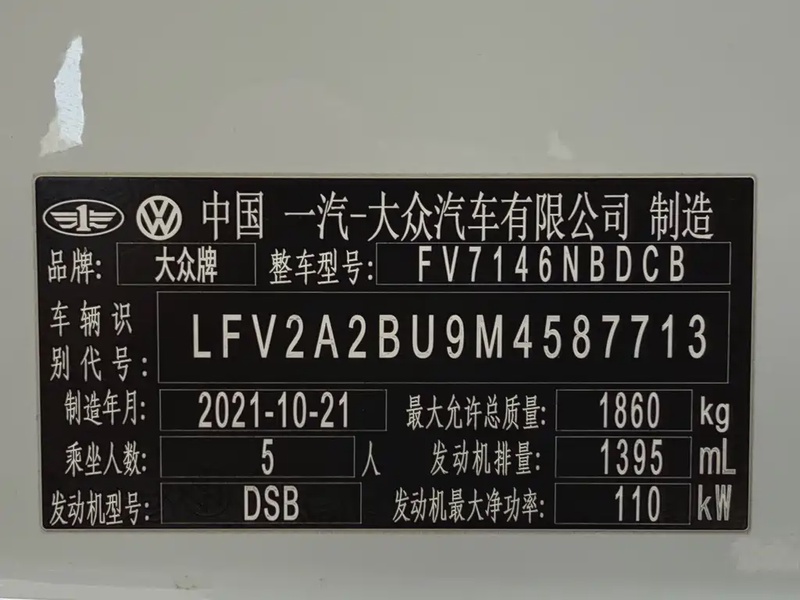 中国 一汽-大众汽车有限公司 制造
品牌: 大众牌 整车型号: FV7146NBDCB
车辆识别代号: LFV2A2BU9M4587713
制造年月: 2021-10-21 最大允许总质量: 1860 kg
乘坐人数: 5 人 发动机排量: 1395 mL
发动机型号: DSB 发动机最大净功率: 110 kW